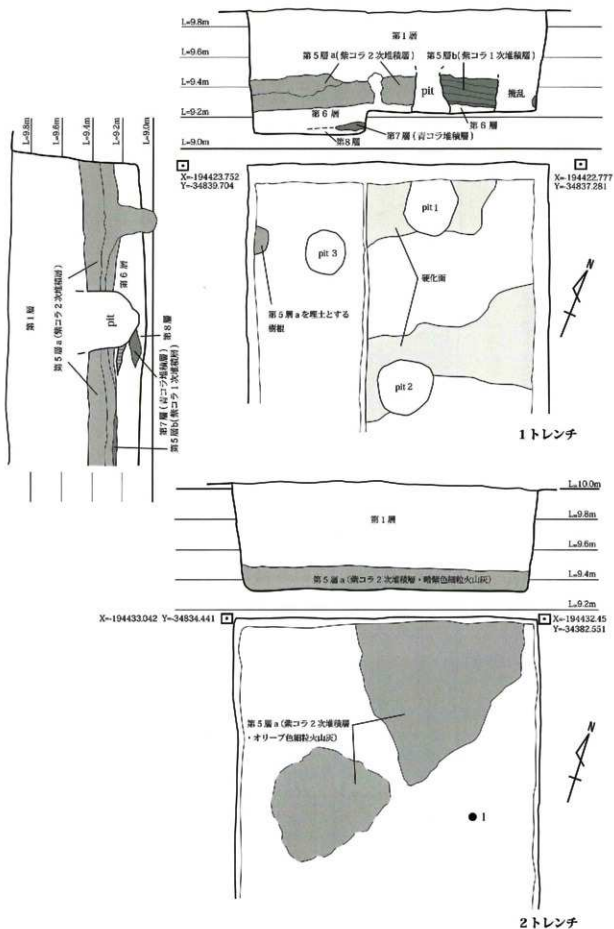 L=9.8m
L=9.6m
L=9.4m
L=9.2m
L=9.0m
第1層
第5層a(紫コラ2次堆積層)
第5層b(紫コラ1次堆積層)
pit
攪乱
第6層
第6層
第7層(青コラ堆積層)
第8層
L=9.8m
L=9.6m
L=9.4m
L=9.2m
L=9.0m
第1層
第5層a(紫コラ2次堆積層)
第6層
pit
第8層
第7層(青コラ堆積層)
第5層b(紫コラ1次堆積層)
X=-194423.752
Y=-34839.704
X=-194422.777
Y=-34837.281
pit 1
pit 3
硬化面
第5層aを埋土とする
樹根
pit 2
N
1トレンチ
L=10.0m
L=9.8m
L=9.6m
L=9.4m
L=9.2m
第1層
第5層a(紫コラ2次堆積層・暗紫色細粒火山灰)
X=-194433.042 Y=-34834.441
X=-194432.45
Y=-34382.551
第5層a(紫コラ2次堆積層
・オリーブ色細粒火山灰)
N
1
2トレンチ